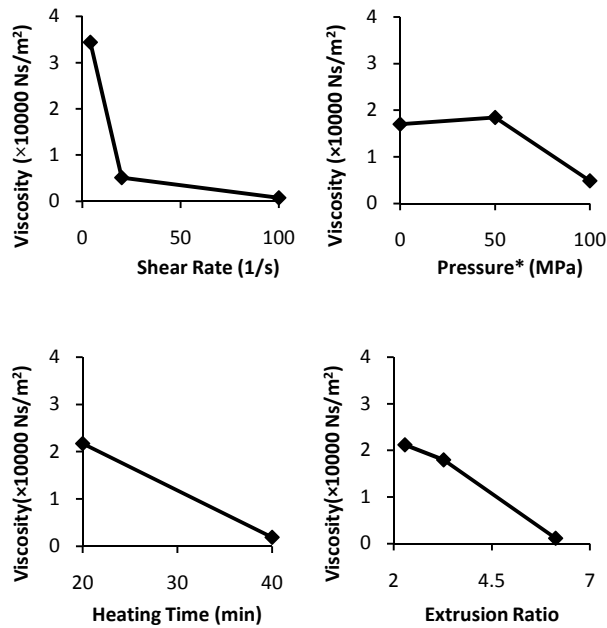 Viscosity (×10000 Ns/m²)
4
3
2
1
0
0 50 100
Shear Rate (1/s)
Viscosity (×10000 Ns/m²)
4
3
2
1
0
0 50 100
Pressure* (MPa)
Viscosity(×10000 Ns/m²)
4
3
2
1
0
20 30 40
Heating Time (min)
Viscosity(×10000 Ns/m²)
4
3
2
1
0
2 4.5 7
Extrusion Ratio